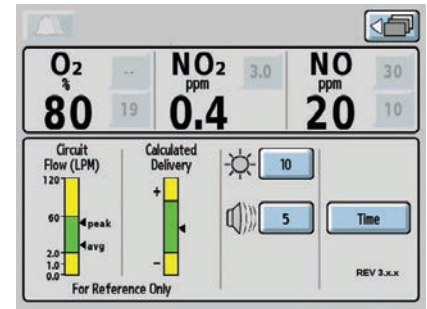 O2 NO2 NO
% -- ppm 3.0 ppm 30
80 19 0.4 20 10
Circuit
Flow (LPM)
Calculated
Delivery
120
60
2.0
1.0
0.0
peak
avg
+
–
10
5
Time
REV 3.x.x
For Reference Only